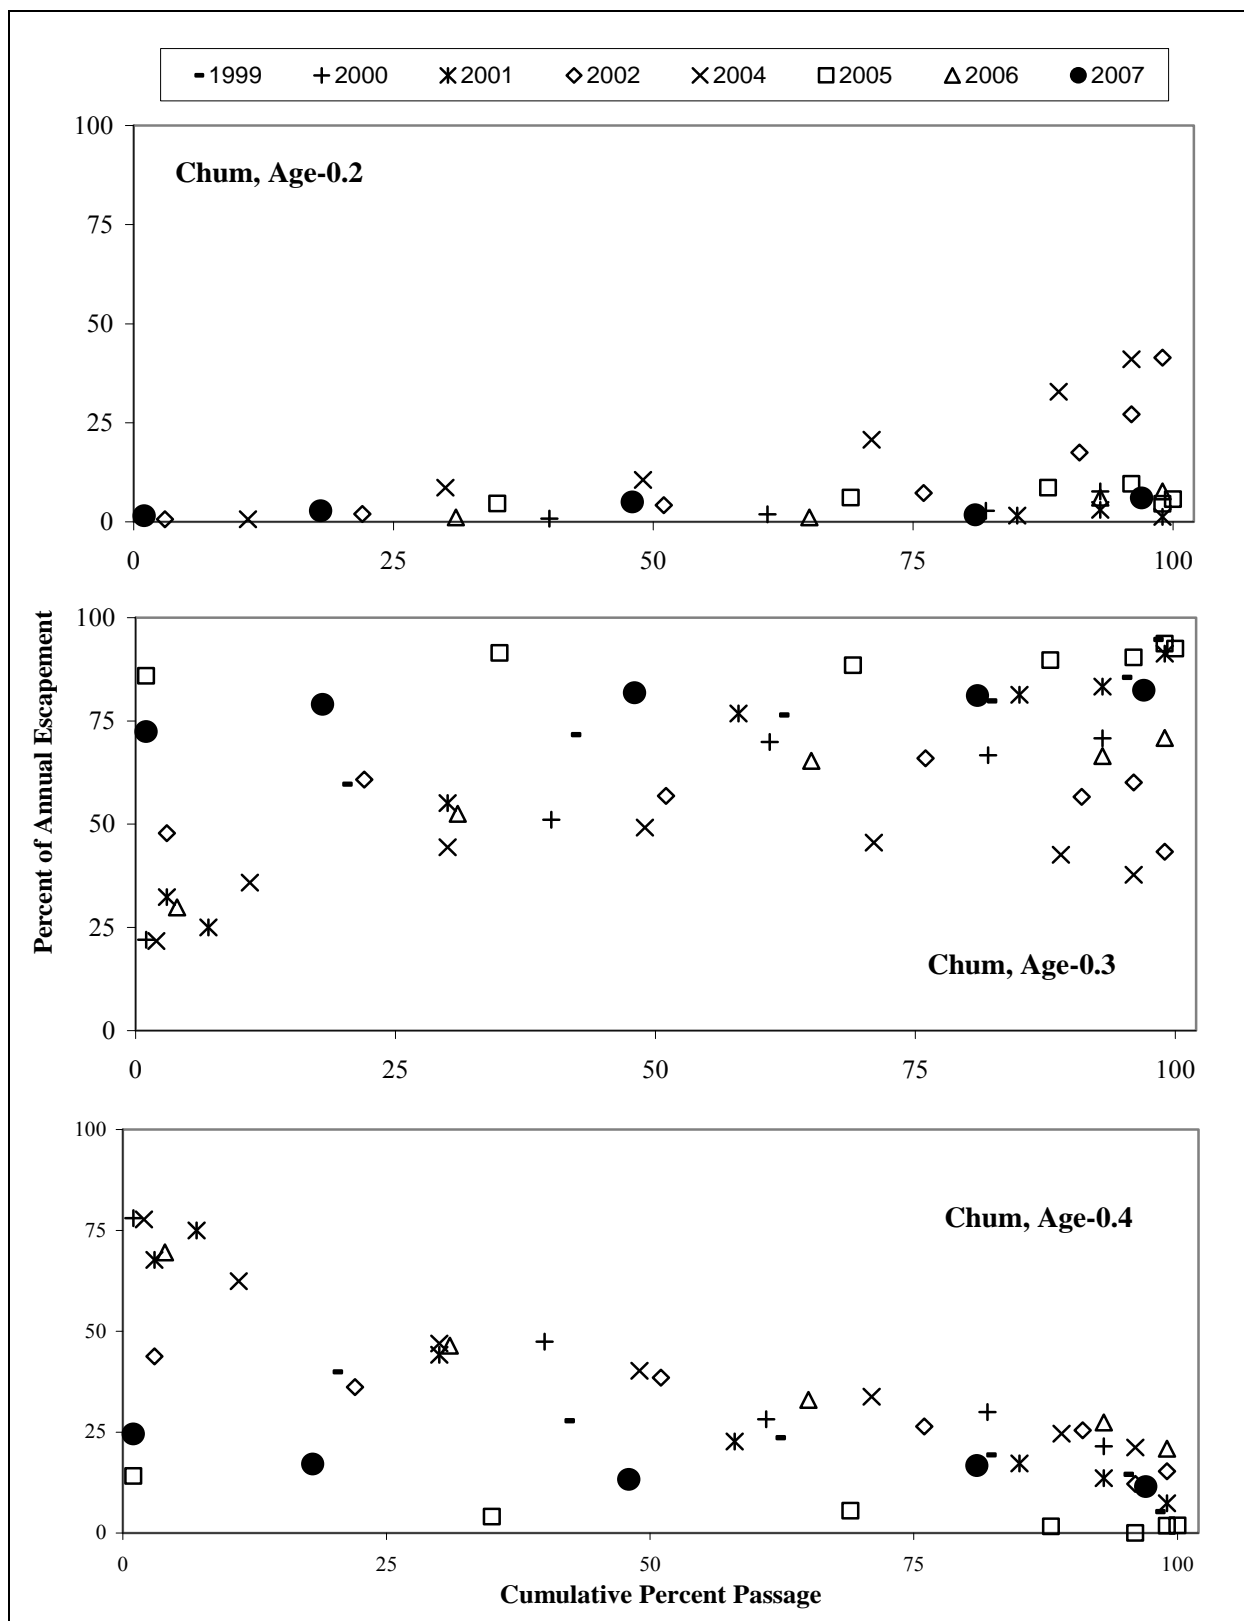 1999 2000 2001 2002 2004 2005 2006 2007
100
Chum, Age-0.2
75
50
25
0
0 25 50 75 100
Percent of Annual Escapement
100
75
50
25
Chum, Age-0.3
0
0 25 50 75 100
100
Chum, Age-0.4
75
50
25
0
0 25 50 75 100
Cumulative Percent Passage